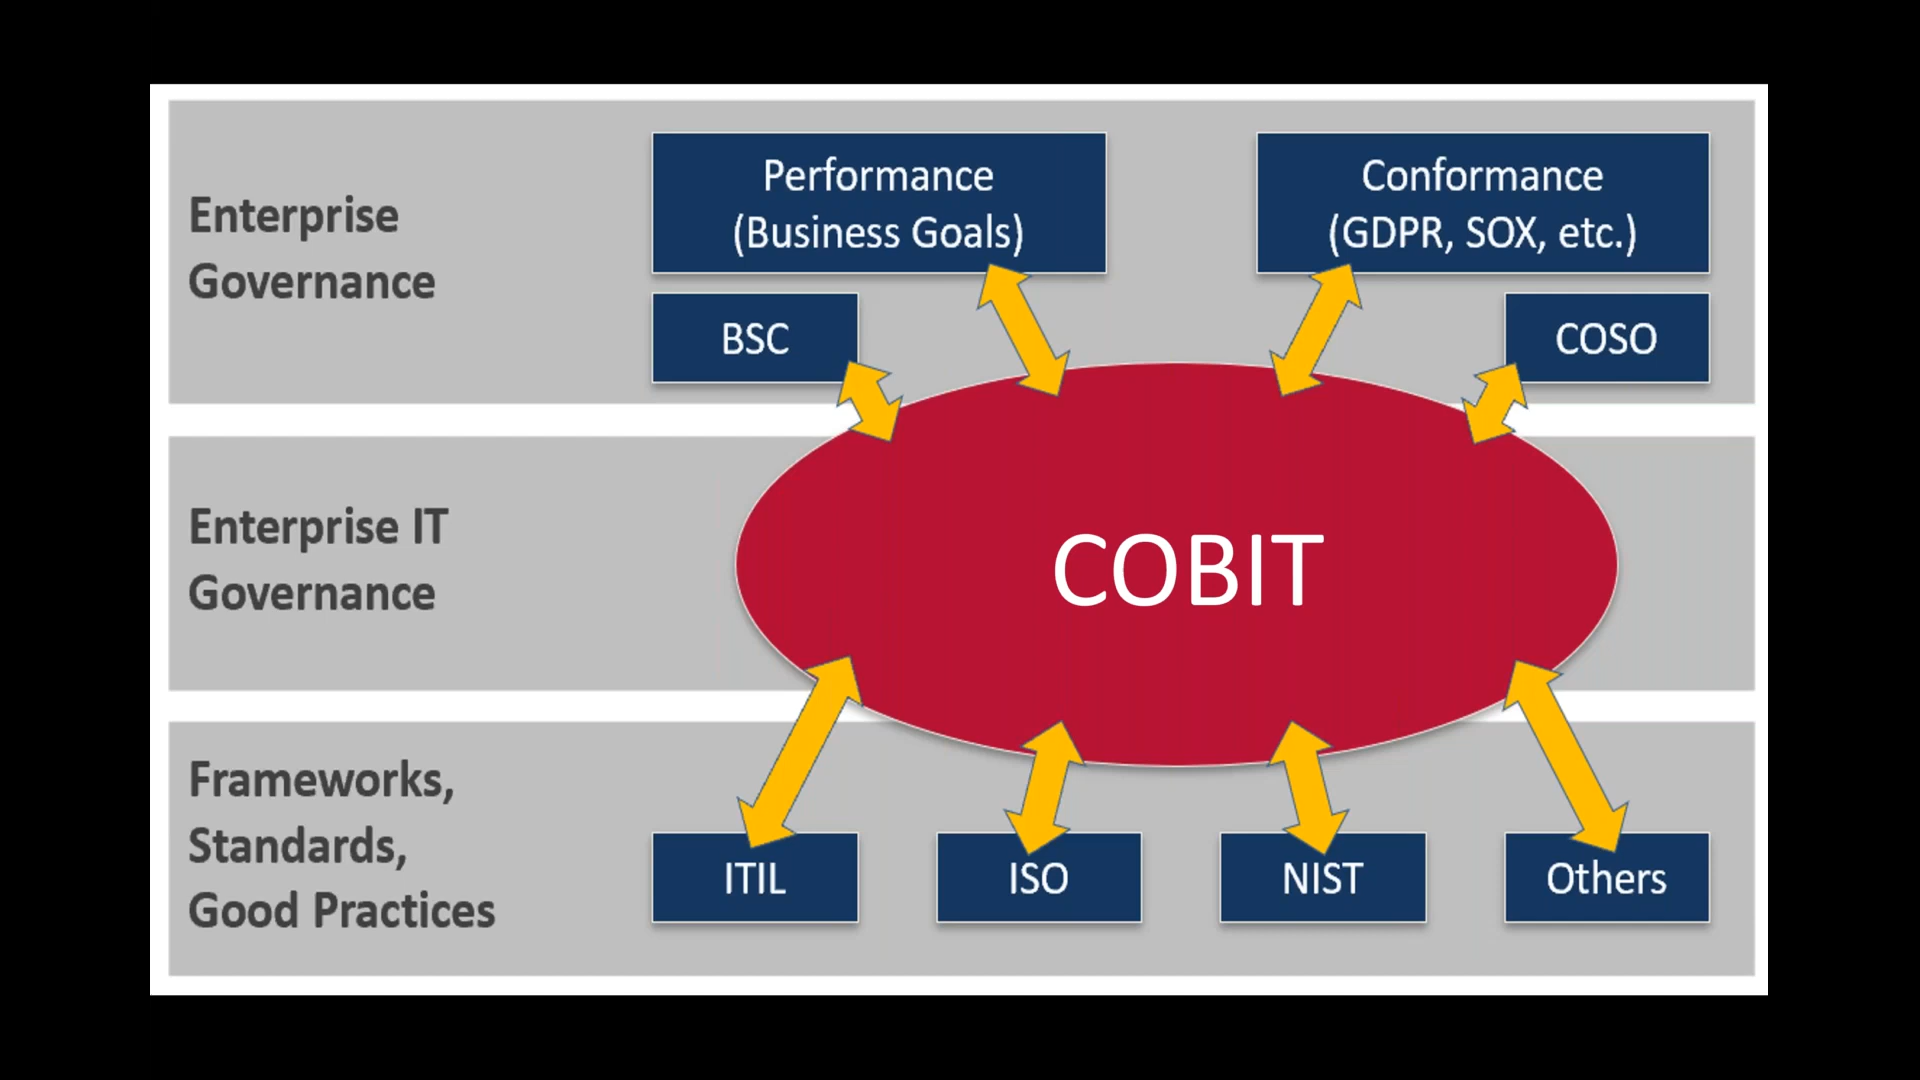 Enterprise
Governance
Performance
(Business Goals)
Conformance
(GDPR, SOX, etc.)
BSC
COSO
Enterprise IT
Governance
COBIT
Frameworks,
Standards,
Good Practices
ITIL
ISO
NIST
Others